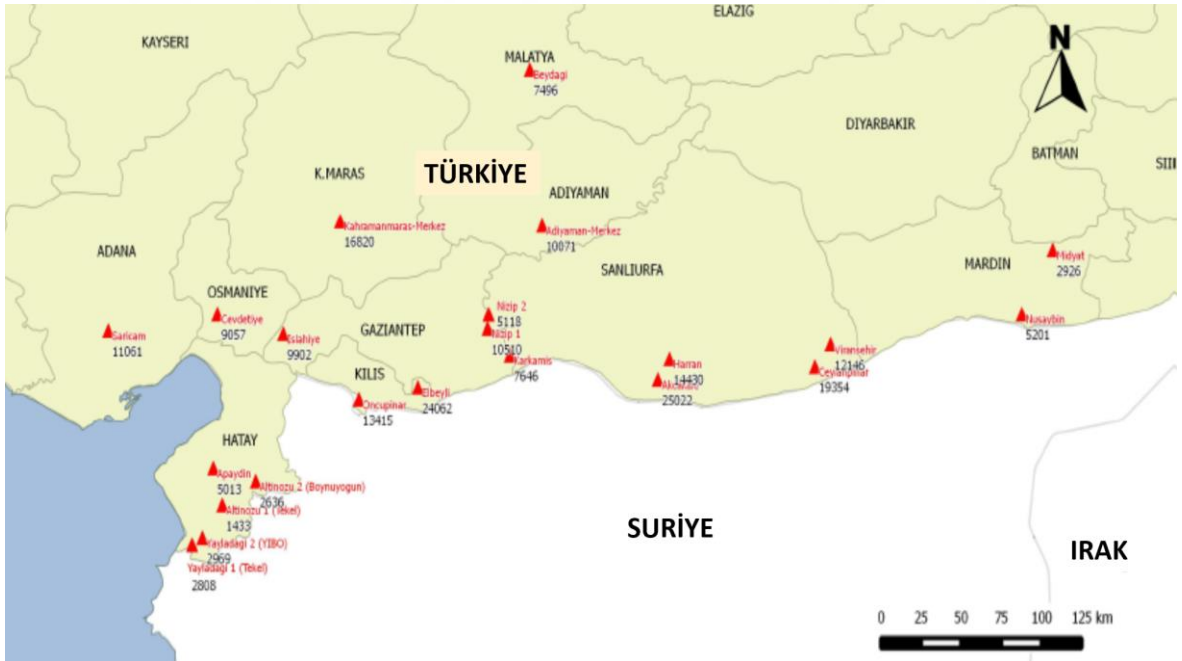 ELAZIG
KAYSERI
N
MALATYA
Beydagi
7496
DIYARBAKIR
BATMAN
K.MARAS
TÜRKİYE
ADIYAMAN
Kahramanmaras-Merkez
16820
Adiyaman-Merkez
10071
ADANA
SANLIURFA
MARDIN
Midyat
2926
OSMANIYE
Cevdetiye
9057
Saricam
11061
Islahiye
9902
GAZIANTEP
Nizip 2
5118
Nizip 1
10510
Karkamis
7646
Nusaybin
5201
Viransehir
12146
Ceylanpinar
19354
Harran
14430
25022
KILIS
Elbeyli
24062
Oncupinar
13415
HATAY
Apaydin
5013
Altinozu 2 (Boynuyogun)
2636
Altinozu 1 (Tekel)
1433
Yayladagi 2 (YIBO)
2969
Yayladagi 1 (Tekel)
2808
SURİYE
IRAK
0 25 50 75 100 125 km